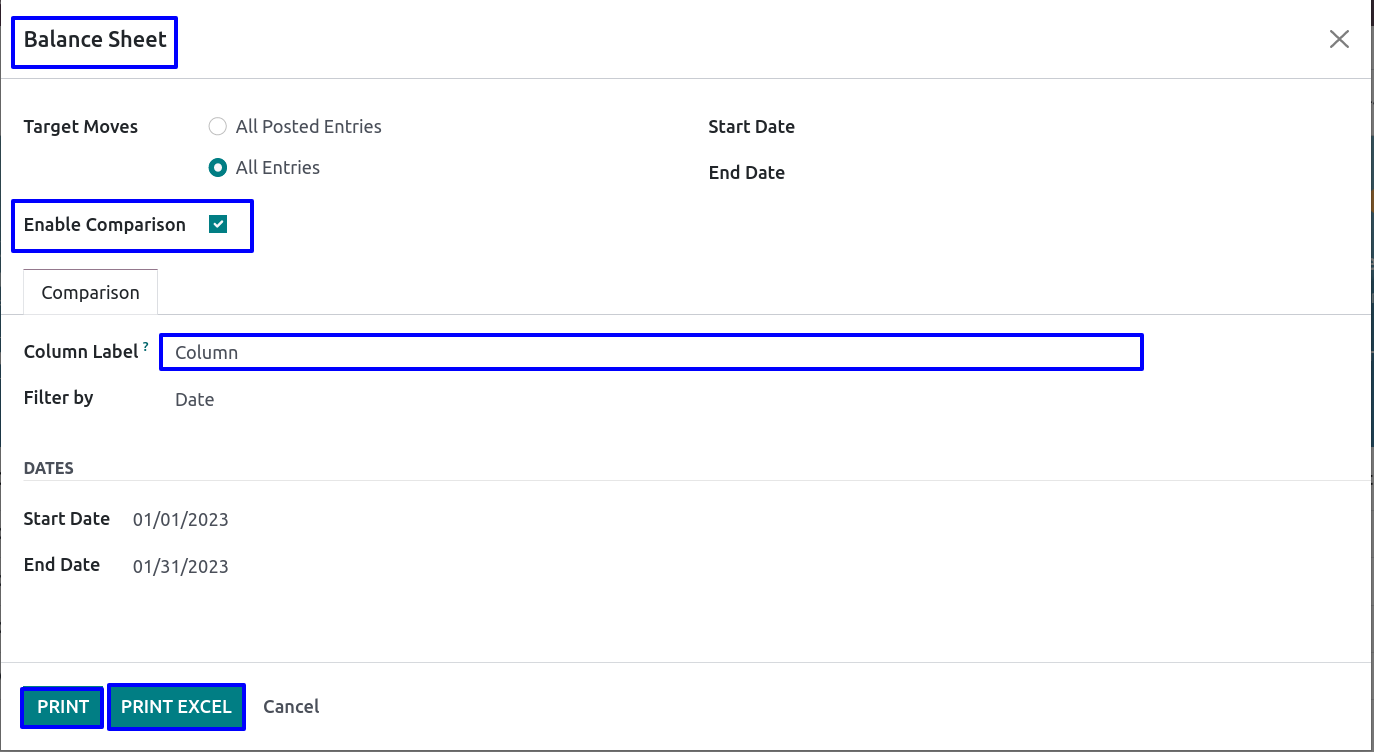 Balance Sheet
Target Moves
All Posted Entries
All Entries
Start Date
End Date
Enable Comparison
Comparison
Column Label ? Column
Filter by Date
DATES
Start Date 01/01/2023
End Date 01/31/2023
PRINT PRINT EXCEL Cancel